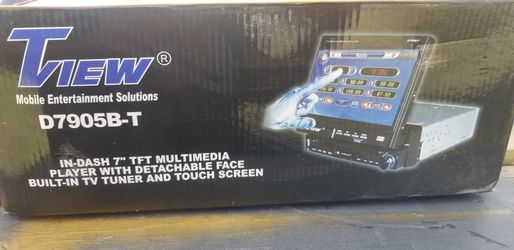 TVIEW®
Mobile Entertainment Solutions
D7905B-T
IN-DASH 7" TFT MULTIMEDIA
PLAYER WITH DETACHABLE FACE
BUILT-IN TV TUNER AND TOUCH SCREEN